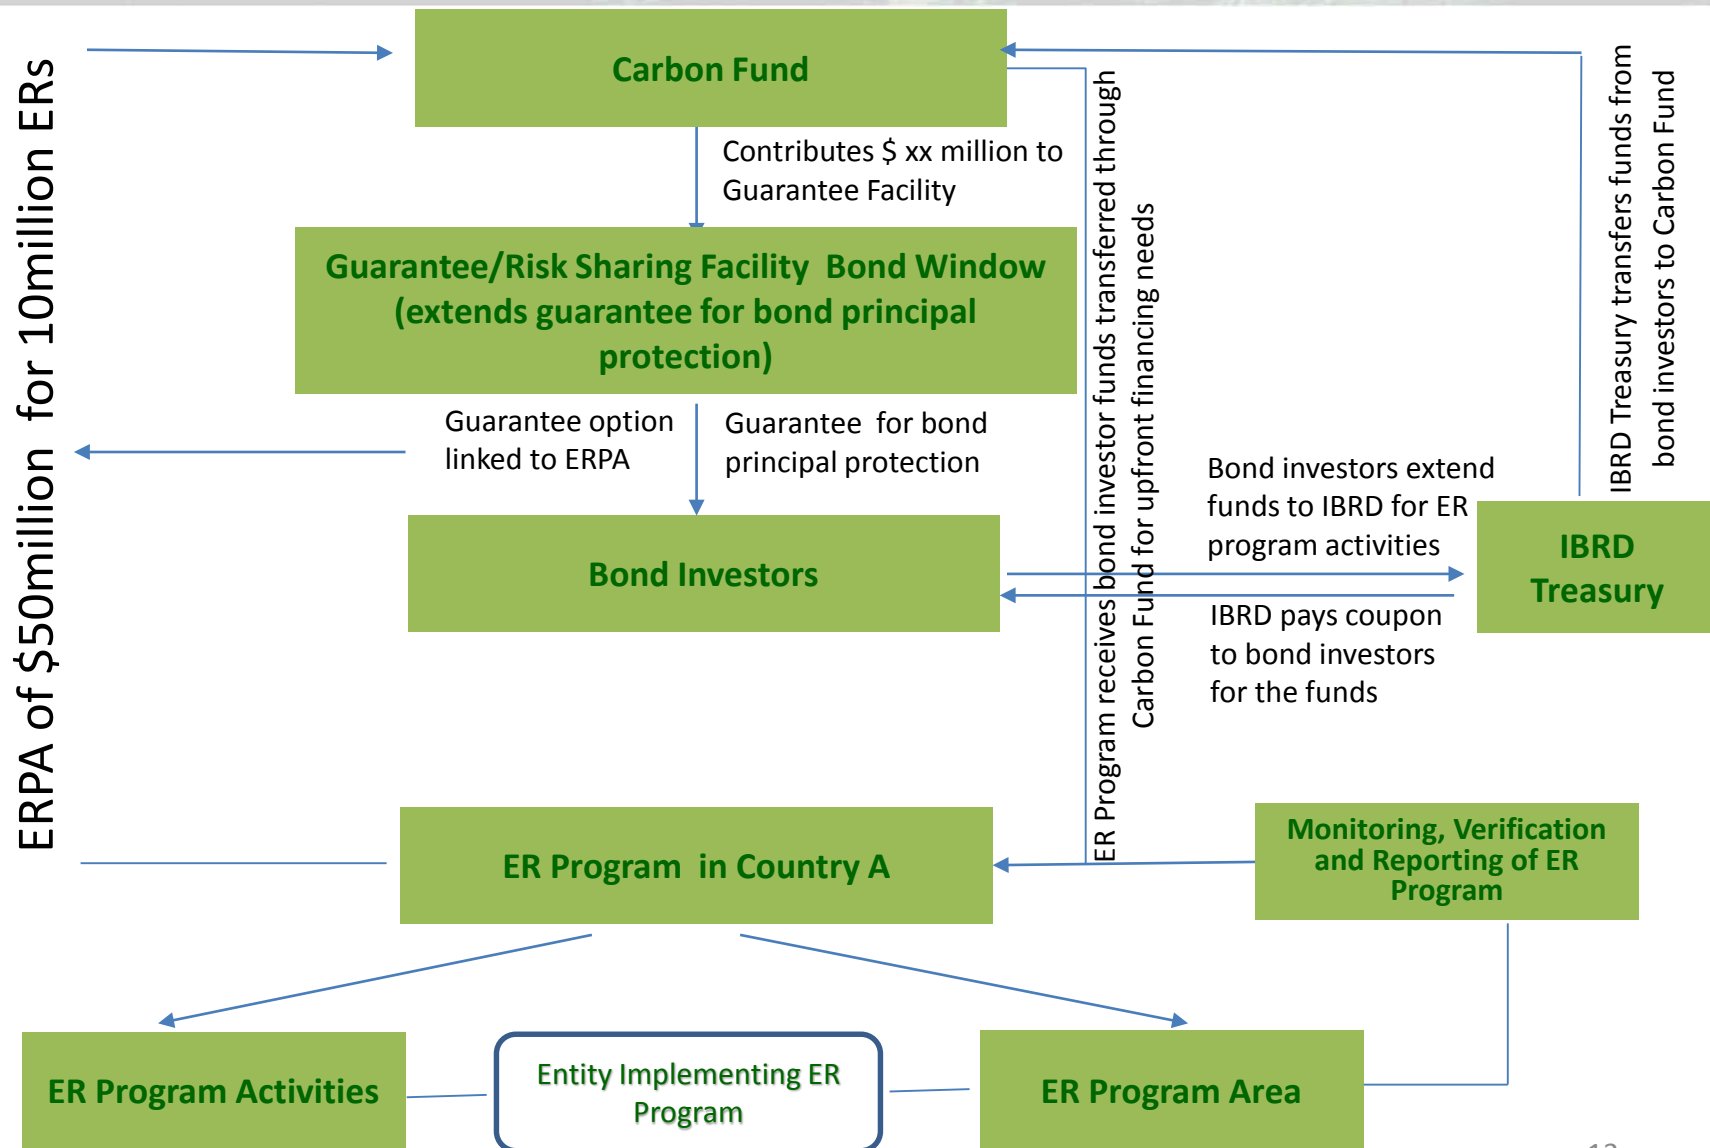 ERPA of $50million  for 10million ERs
Carbon Fund
Contributes $ xx million to
Guarantee Facility
Guarantee/Risk Sharing Facility  Bond Window
(extends guarantee for bond principal
protection)
Guarantee option
linked to ERPA
Guarantee  for bond
principal protection
Bond Investors
ER Program receives bond investor funds transferred through
Carbon Fund for upfront financing needs
Bond investors extend
funds to IBRD for ER
program activities
IBRD pays coupon
to bond investors
for the funds
IBRD Treasury transfers funds from
bond investors to Carbon Fund
IBRD
Treasury
ER Program  in Country A
Monitoring, Verification
and Reporting of ER
Program
ER Program Activities
Entity Implementing ER
Program
ER Program Area